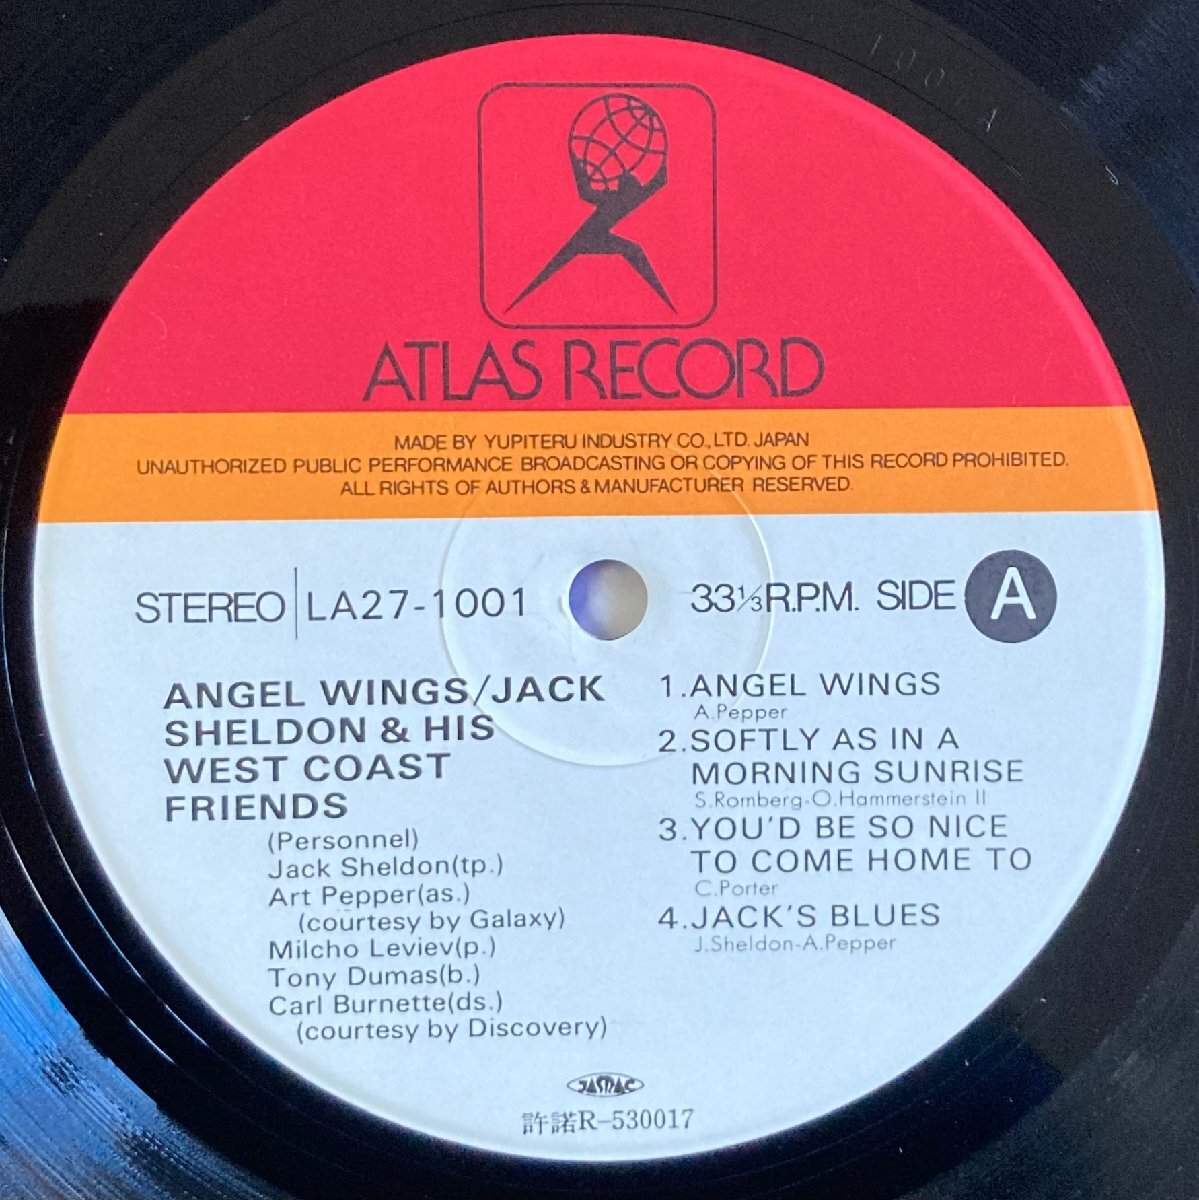 ATLAS RECORD
MADE BY YUPITERU INDUSTRY CO., LTD. JAPAN
UNAUTHORIZED PUBLIC PERFORMANCE BROADCASTING OR COPYING OF THIS RECORD PROHIBITED.
ALL RIGHTS OF AUTHORS & MANUFACTURER RESERVED.
STEREO LA27-1001
33⅓ R.P.M. SIDE A
ANGEL WINGS/JACK
SHELDON & HIS
WEST COAST
FRIENDS
(Personnel)
Jack Sheldon(tp.)
Art Pepper(as.)
(courtesy by Galaxy)
Milcho Leviev(p.)
Tony Dumas(b.)
Carl Burnette(ds.)
(courtesy by Discovery)
1.ANGEL WINGS
A.Pepper
2.SOFTLY AS IN A
MORNING SUNRISE
S.Romberg-O.Hammerstein II
3.YOU'D BE SO NICE
TO COME HOME TO
C.Porter
4.JACK'S BLUES
J.Sheldon-A.Pepper
JASRAC
許諾R-530017